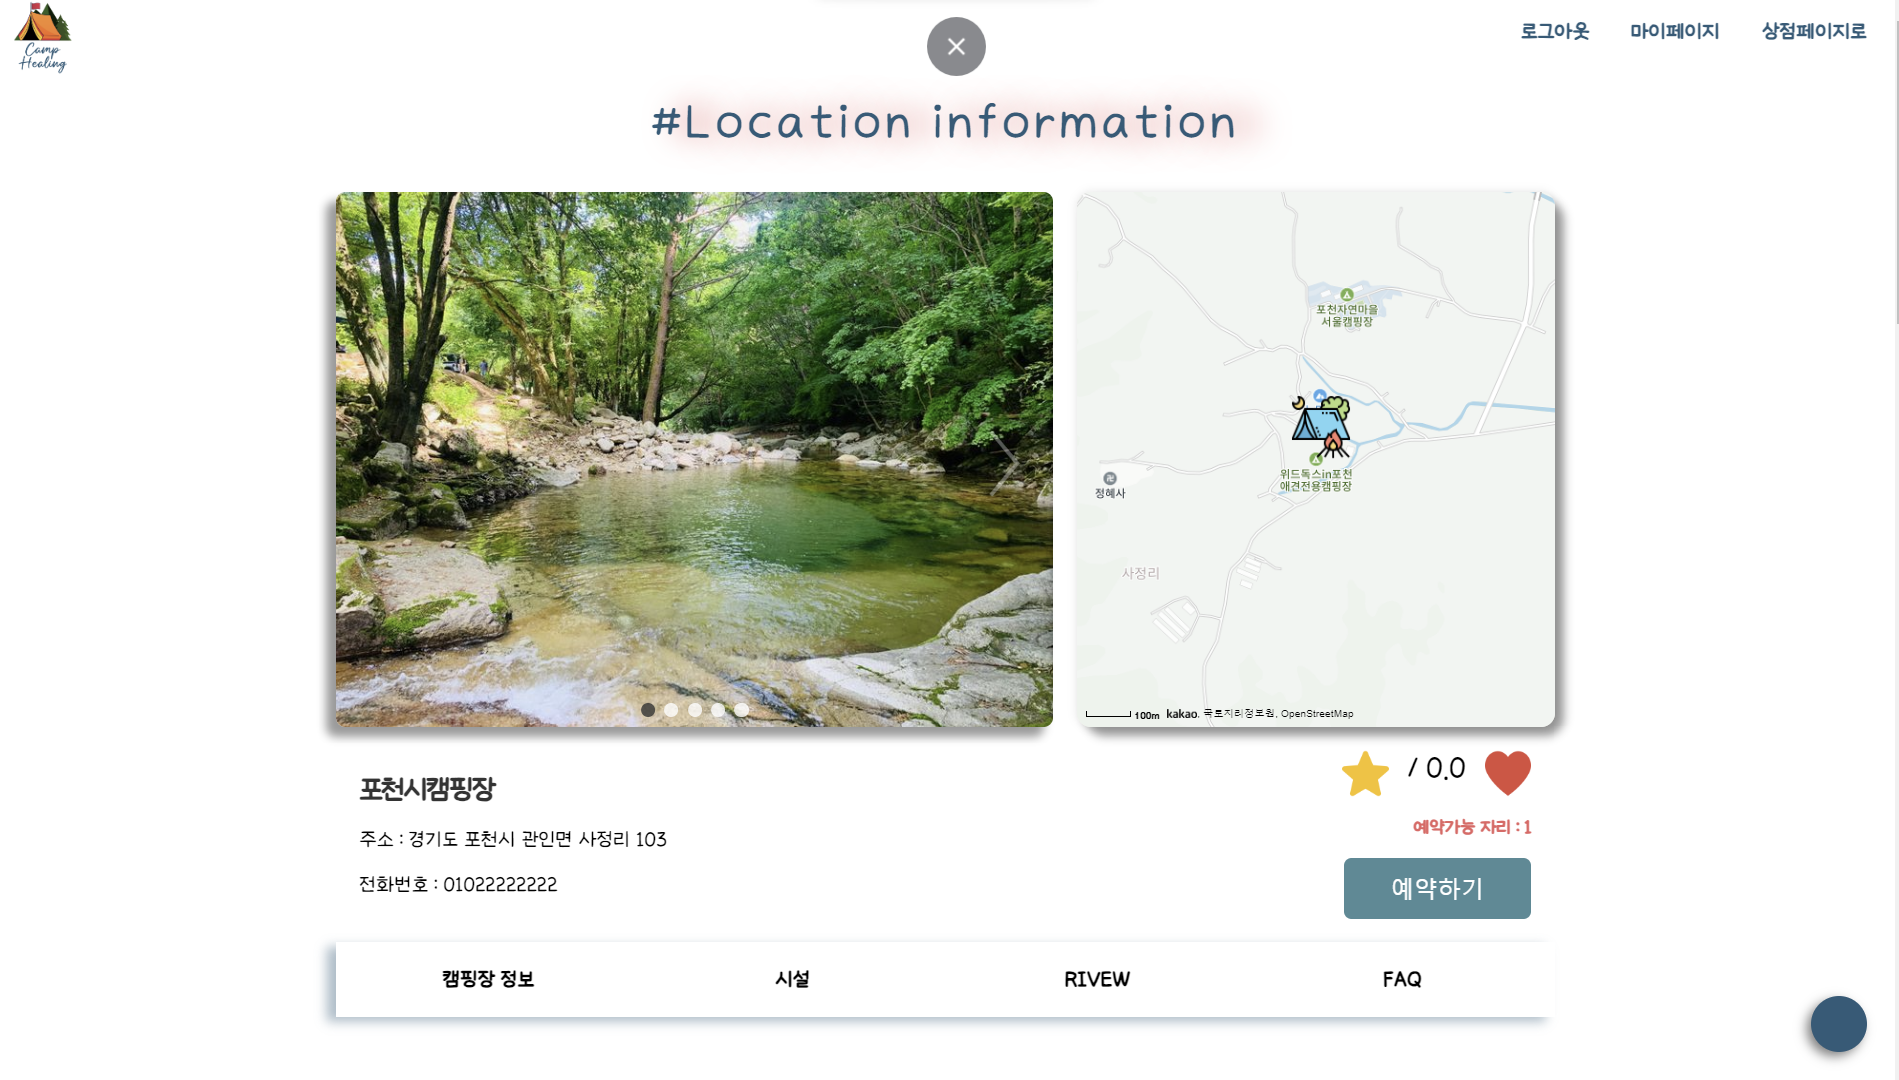 Camp
Healing
로그아웃
마이페이지
상점페이지로
#Location information
포천자연마을
서울캠핑장
위드독스in포천
애견전용캠핑장
정혜사
사정리
100m
kakao, 국토지리정보원, OpenStreetMap
포천시캠핑장
/ 0.0
주소 : 경기도 포천시 관인면 사정리 103
예약가능 자리 : 1
전화번호 : 01022222222
예약하기
캠핑장 정보
시설
RIVEW
FAQ